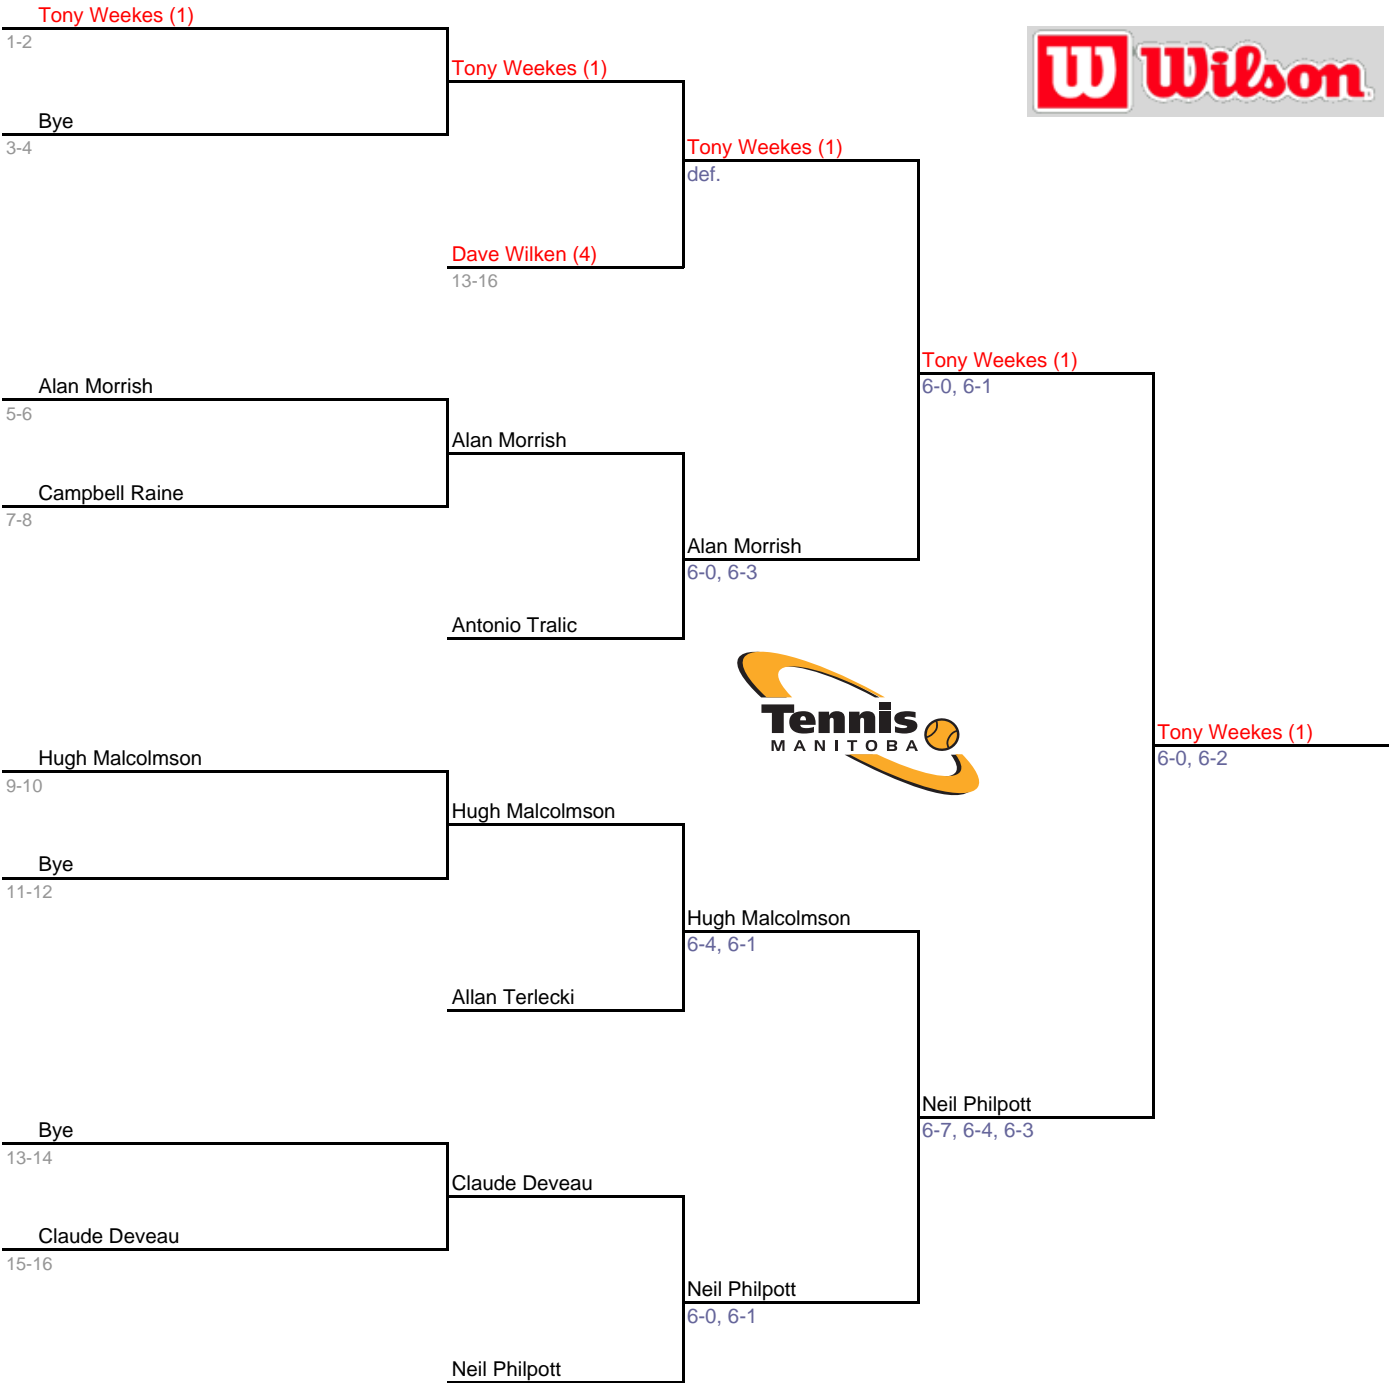 Tony Weekes (1)
1-2
W Wilson
Tony Weekes (1)
Bye
3-4
Tony Weekes (1)
def.
Dave Wilken (4)
13-16
Tony Weekes (1)
6-0, 6-1
Alan Morrish
5-6
Alan Morrish
Campbell Raine
7-8
Alan Morrish
6-0, 6-3
Antonio Tralic
Tennis
MANITOBA
Tony Weekes (1)
6-0, 6-2
Hugh Malcolmson
9-10
Hugh Malcolmson
Bye
11-12
Hugh Malcolmson
6-4, 6-1
Allan Terlecki
Neil Philpott
6-7, 6-4, 6-3
Bye
13-14
Claude Deveau
Claude Deveau
15-16
Neil Philpott
6-0, 6-1
Neil Philpott